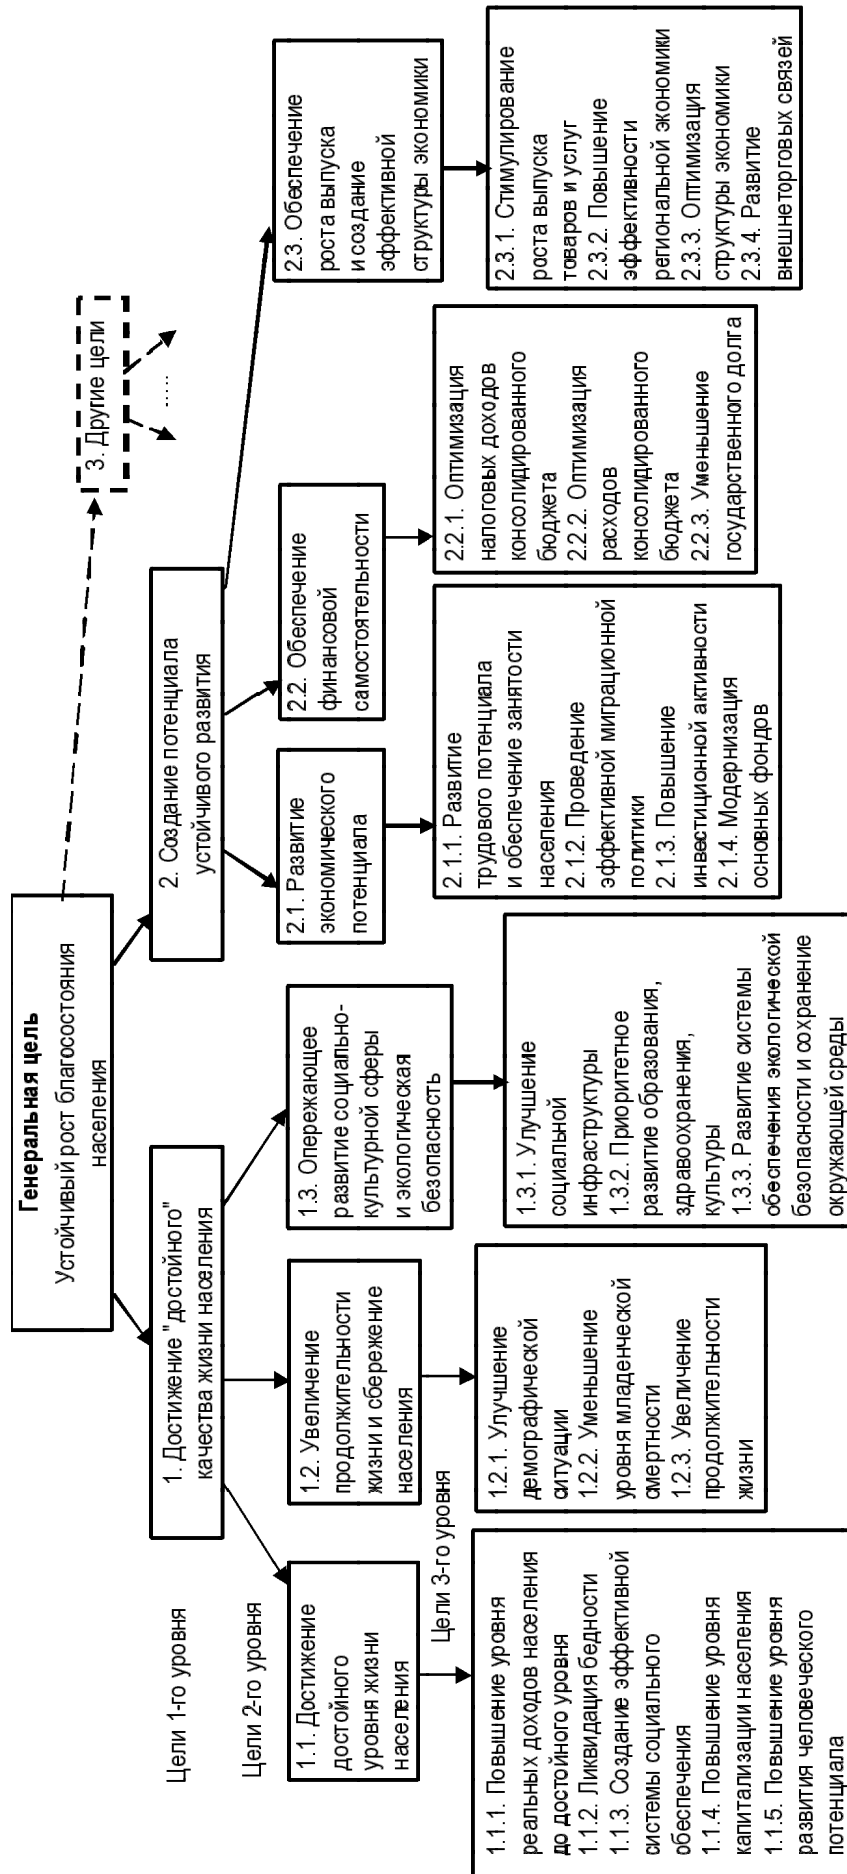 Генеральная цель
Устойчивый рост благосостояния
населения
3. Другие цели
......
Цели 1-го уровня
1. Достижение "достойного"
качества жизни населения
2. Создание потенциала
устойчивого развития
Цели 2-го уровня
1.1. Достижение
достойного
уровня жизни
населения
1.2. Увеличение
продолжительности
жизни и сбережение
населения
1.3. Опережающее
развитие социально-
культурной сферы
и экологическая
безопасность
2.1. Развитие
экономического
потенциала
2.2. Обеспечение
финансовой
самостоятельности
2.3. Обеспечение
роста выпуска
и создание
эффективной
структуры экономики
Цели 3-го уровня
1.1.1. Повышение уровня
реальных доходов населения
до достойного уровня
1.1.2. Ликвидация бедности
1.1.3. Создание эффективной
системы социального
обеспечения
1.1.4. Повышение уровня
капитализации населения
1.1.5. Повышение уровня
развития человеческого
потенциала
1.2.1. Улучшение
демографической
ситуации
1.2.2. Уменьшение
уровня младенческой
смертности
1.2.3. Увеличение
продолжительности
жизни
1.3.1. Улучшение
социальной
инфраструктуры
1.3.2. Приоритетное
развитие образования,
здравоохранения,
культуры
1.3.3. Развитие системы
обеспечения экологической
безопасности и сохранение
окружающей среды
2.1.1. Развитие
трудового потенциала
и обеспечение занятости
населения
2.1.2. Проведение
эффективной миграционной
политики
2.1.3. Повышение
инвестиционной активности
2.1.4. Модернизация
основных фондов
2.2.1. Оптимизация
налоговых доходов
консолидированного
бюджета
2.2.2. Оптимизация
расходов
консолидированного
бюджета
2.2.3. Уменьшение
государственного долга
2.3.1. Стимулирование
роста выпуска
товаров и услуг
2.3.2. Повышение
эффективности
региональной экономики
2.3.3. Оптимизация
структуры экономики
2.3.4. Развитие
внешнеторговых связей